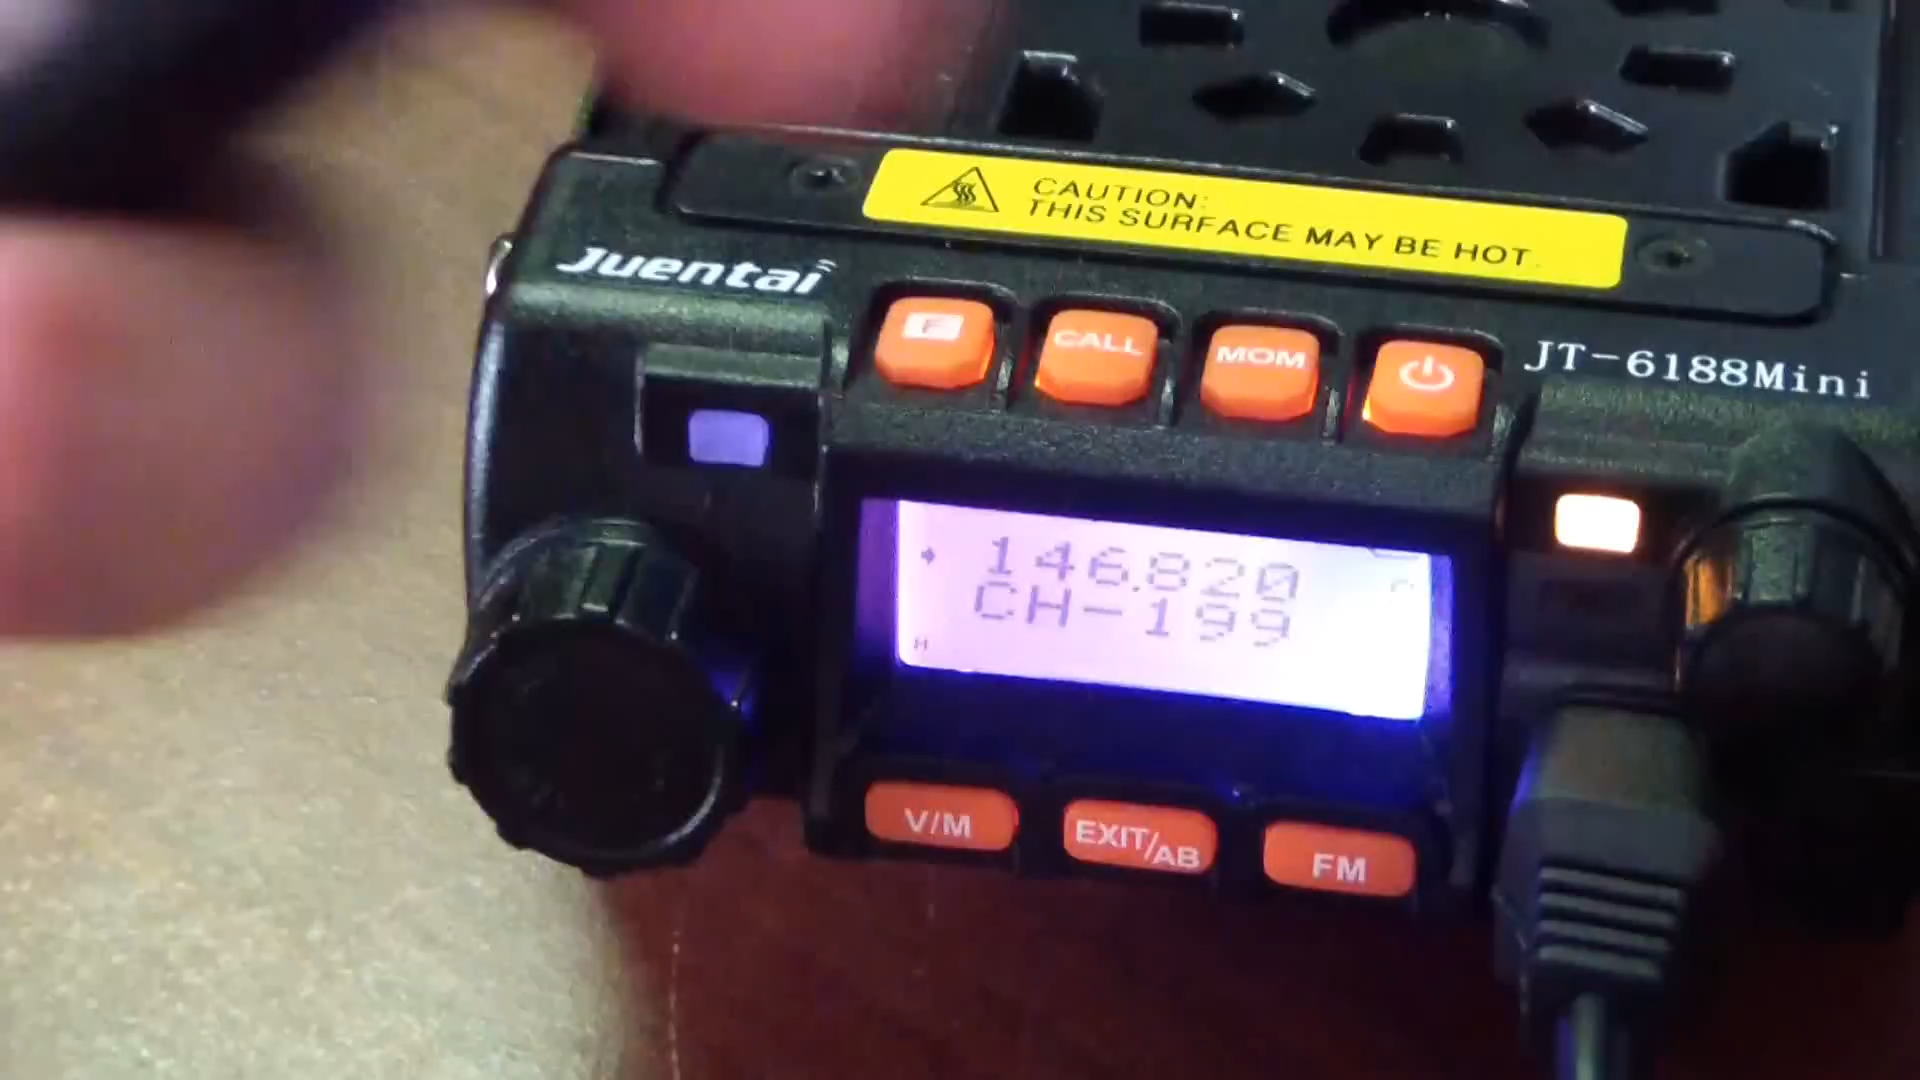 CAUTION:
THIS SURFACE MAY BE HOT.
Juentai
F
CALL
MOM
JT-6188Mini
146.820
CH-199
H
V/M
EXIT/AB
FM